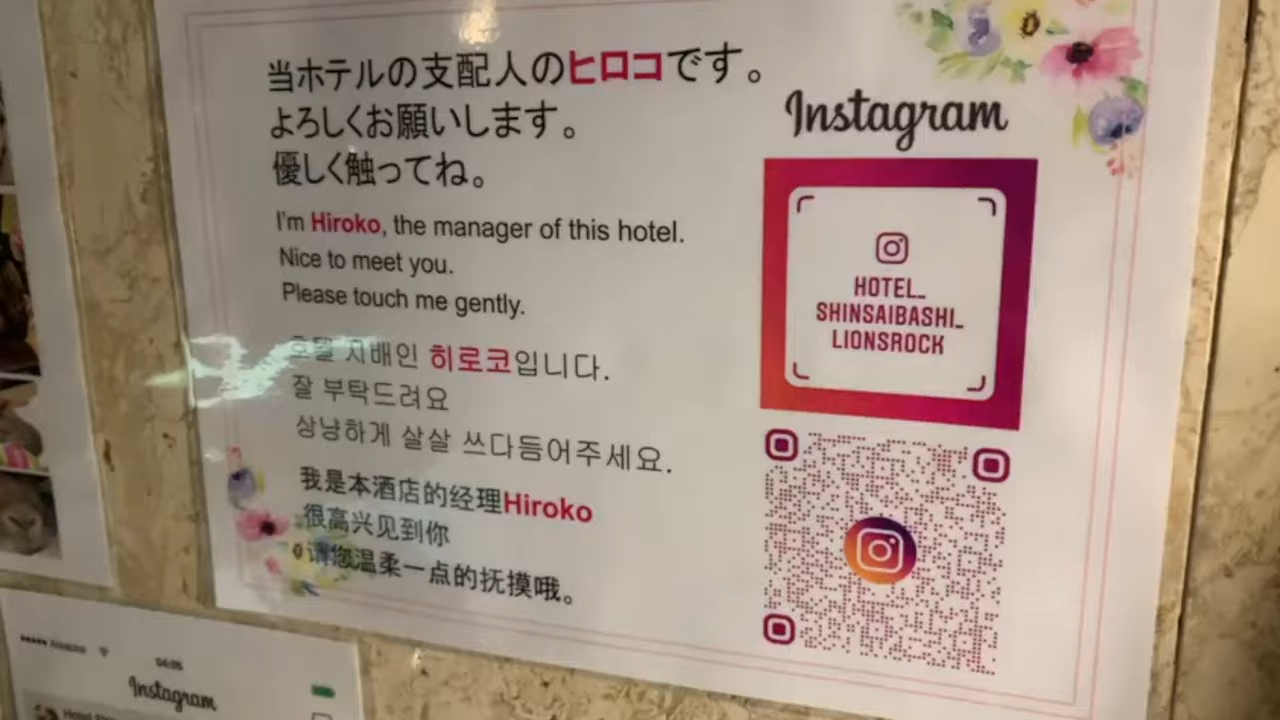 当ホテルの支配人のヒロコです。
よろしくお願いします。
優しく触ってね。
I'm Hiroko, the manager of this hotel.
Nice to meet you.
Please touch me gently.
호텔 지배인 히로코입니다.
잘 부탁드려요
상냥하게 살살 쓰다듬어주세요.
我是本酒店的经理Hiroko
很高兴见到你
请您温柔一点的抚摸哦。
Instagram
HOTEL_
SHINSAIBASHI_
LIONSROCK
Instagram